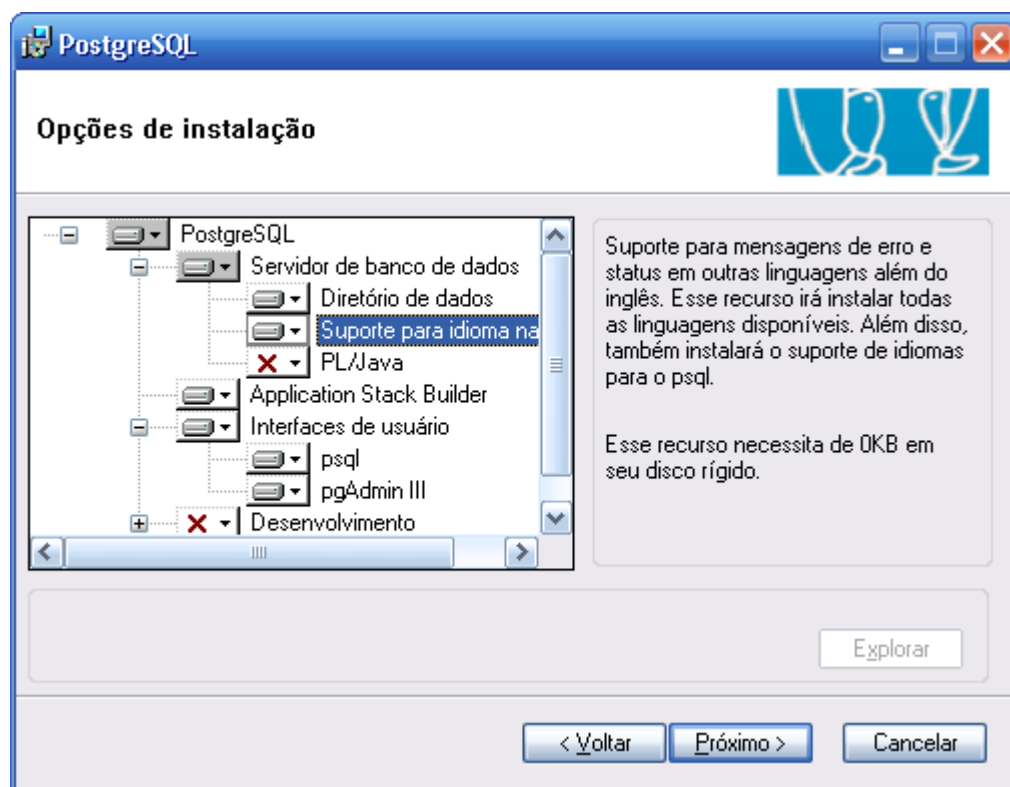 PostgreSQL
Opções de instalação
PostgreSQL
Servidor de banco de dados
Diretório de dados
Suporte para idioma na
PL/Java
Application Stack Builder
Interfaces de usuário
psql
pgAdmin III
Desenvolvimento
Suporte para mensagens de erro e
status em outras linguagens além do
inglês. Esse recurso irá instalar todas
as linguagens disponíveis. Além disso,
também instalará o suporte de idiomas
para o psql.
Esse recurso necessita de 0KB em
seu disco rígido.
Explorar
< Voltar
Próximo >
Cancelar